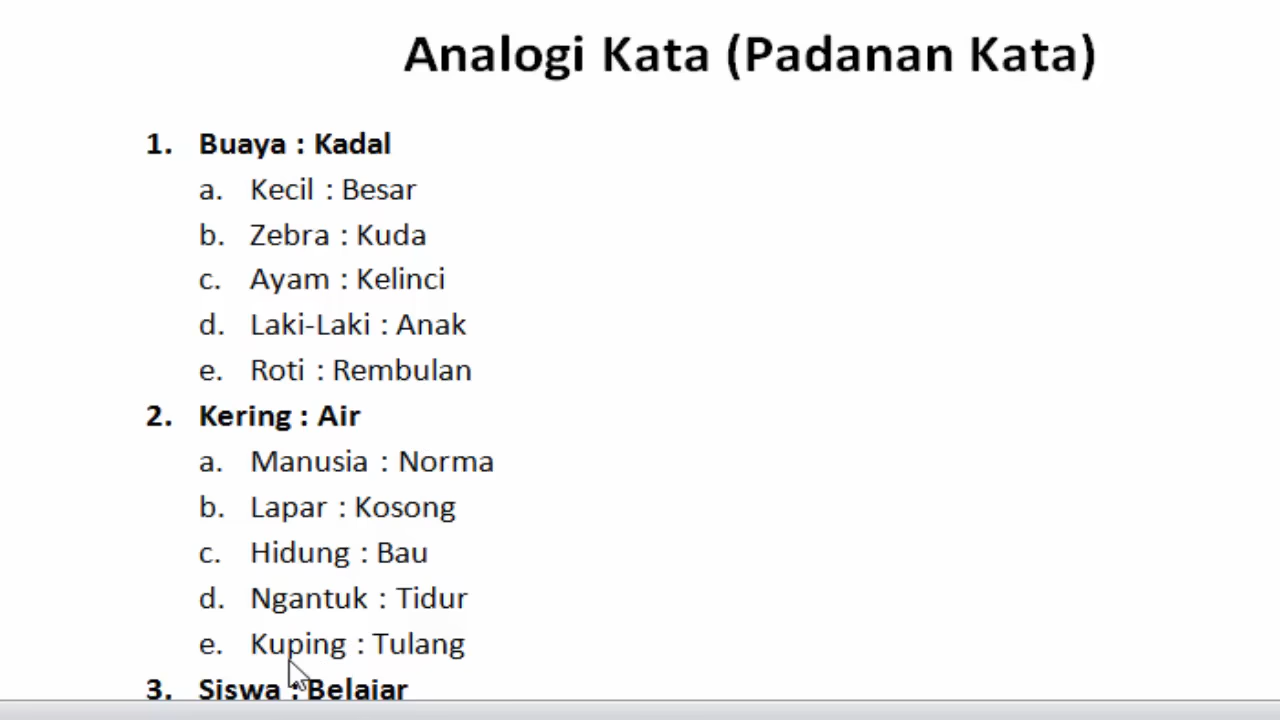 Analogi Kata (Padanan Kata)
1. Buaya : Kadal
a. Kecil : Besar
b. Zebra : Kuda
c. Ayam : Kelinci
d. Laki-Laki : Anak
e. Roti : Rembulan
2. Kering : Air
a. Manusia : Norma
b. Lapar : Kosong
c. Hidung : Bau
d. Ngantuk : Tidur
e. Kuping : Tulang
3. Siswa : Belajar